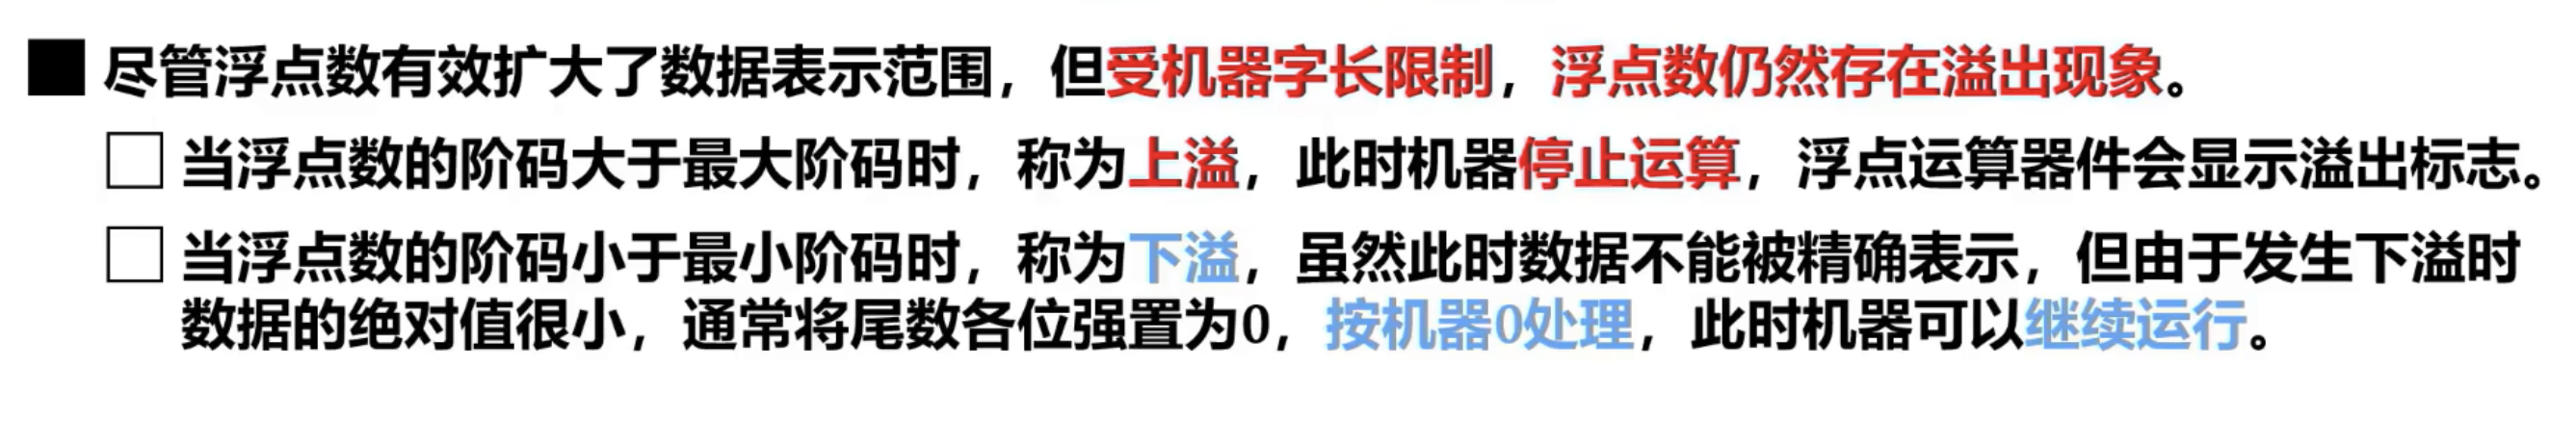 ■ 尽管浮点数有效扩大了数据表示范围，但受机器字长限制，浮点数仍然存在溢出现象。
□ 当浮点数的阶码大于最大阶码时，称为上溢，此时机器停止运算，浮点运算器件会显示溢出标志。
□ 当浮点数的阶码小于最小阶码时，称为下溢，虽然此时数据不能被精确表示，但由于发生下溢时
数据的绝对值很小，通常将尾数各位强置为0，按机器0处理，此时机器可以继续运行。